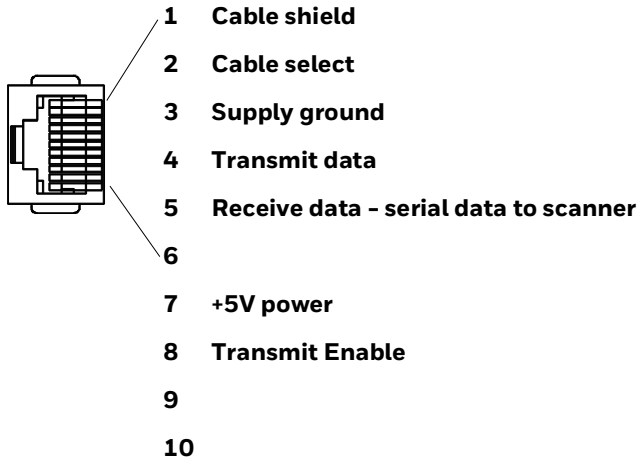 1 Cable shield
2 Cable select
3 Supply ground
4 Transmit data
5 Receive data – serial data to scanner
6
7 +5V power
8 Transmit Enable
9
10